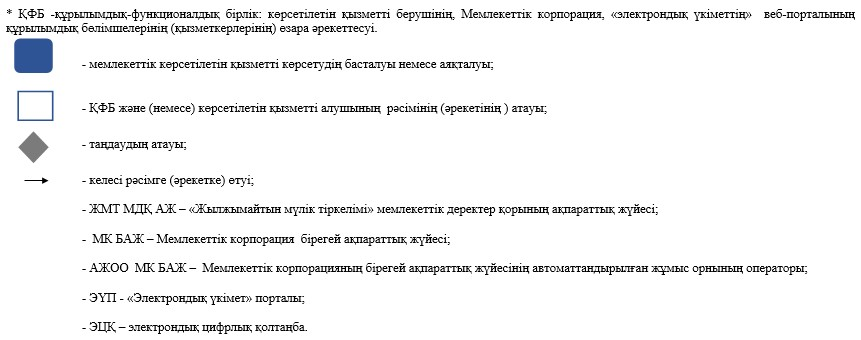 * ҚФБ -құрылымдық-функционалдық бірлік: көрсетілетін қызметті берушінің, Мемлекеттік корпорация, «электрондық үкіметтің» веб-порталының
құрылымдық бөлімшелерінің (қызметкерлерінің) өзара әрекеттесуі.
- мемлекеттік көрсетілетін қызметті көрсетудің басталуы немесе аяқталуы;
- ҚФБ және (немесе) көрсетілетін қызметті алушының рәсімінің (әрекетінің ) атауы;
- таңдаудың атауы;
- келесі рәсімге (әрекетке) өтуі;
- ЖМТ МДҚ АЖ – «Жылжымайтын мүлік тіркелімі» мемлекеттік деректер қорының ақпараттық жүйесі;
- МК БАЖ – Мемлекеттік корпорация бірегей ақпараттық жүйесі;
- АЖОО МК БАЖ – Мемлекеттік корпорацияның бірегей ақпараттық жүйесінің автоматтандырылған жұмыс орнының операторы;
- ЭҮП - «Электрондық үкімет» порталы;
- ЭЦҚ – электрондық цифрлық қолтаңба.